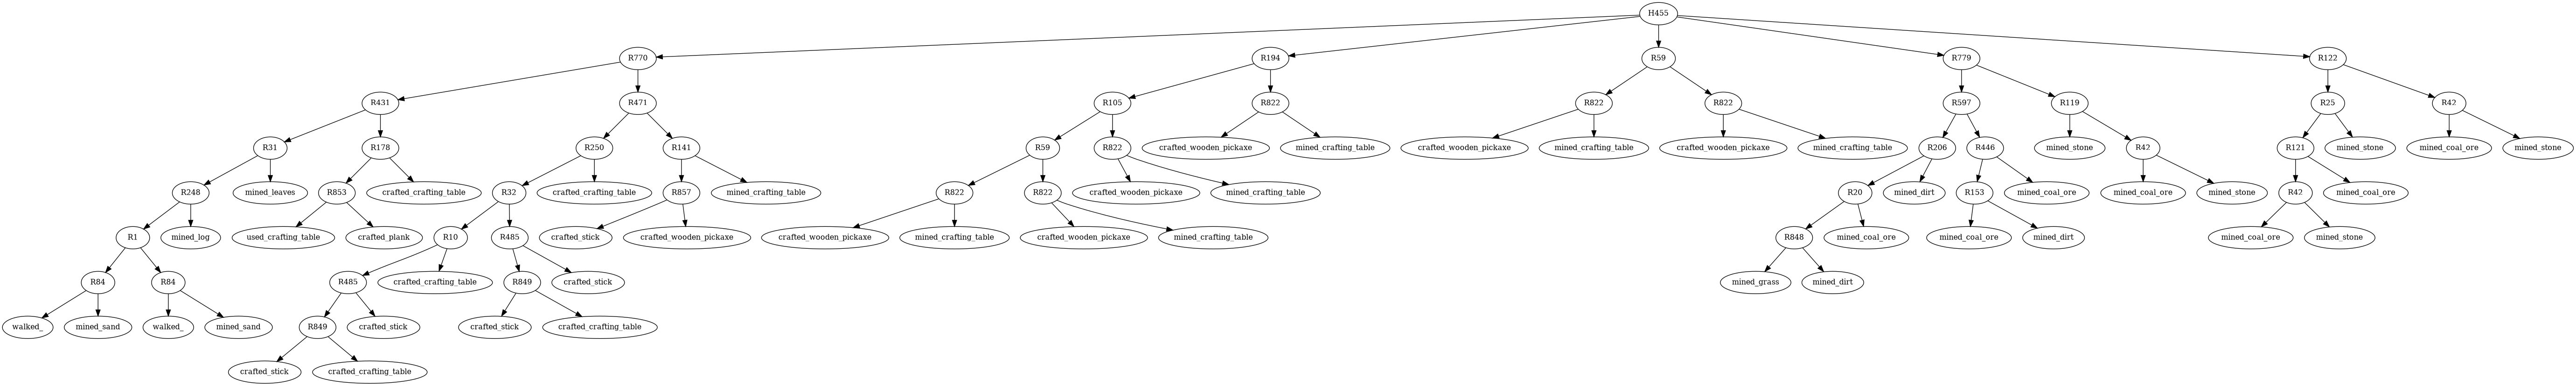 H455
R770
R194
R59
R779
R122
R431
R471
R105
R822
R822
R822
R597
R119
R25
R42
R31
R178
R250
R141
R59
R822
crafted_wooden_pickaxe
mined_crafting_table
crafted_wooden_pickaxe
mined_crafting_table
crafted_wooden_pickaxe
mined_crafting_table
R206
R446
mined_stone
R42
R121
mined_stone
mined_coal_ore
mined_stone
R248
mined_leaves
R853
crafted_crafting_table
R32
crafted_crafting_table
R857
mined_crafting_table
R822
R822
crafted_wooden_pickaxe
mined_crafting_table
R20
mined_dirt
R153
mined_coal_ore
mined_coal_ore
mined_stone
R42
mined_coal_ore
R1
mined_log
used_crafting_table
crafted_plank
R10
R485
crafted_stick
crafted_wooden_pickaxe
crafted_wooden_pickaxe
mined_crafting_table
crafted_wooden_pickaxe
mined_crafting_table
R848
mined_coal_ore
mined_coal_ore
mined_dirt
mined_coal_ore
mined_stone
R84
R84
R485
crafted_crafting_table
R849
crafted_stick
mined_grass
mined_dirt
walked_
mined_sand
walked_
mined_sand
R849
crafted_stick
crafted_stick
crafted_crafting_table
crafted_stick
crafted_crafting_table